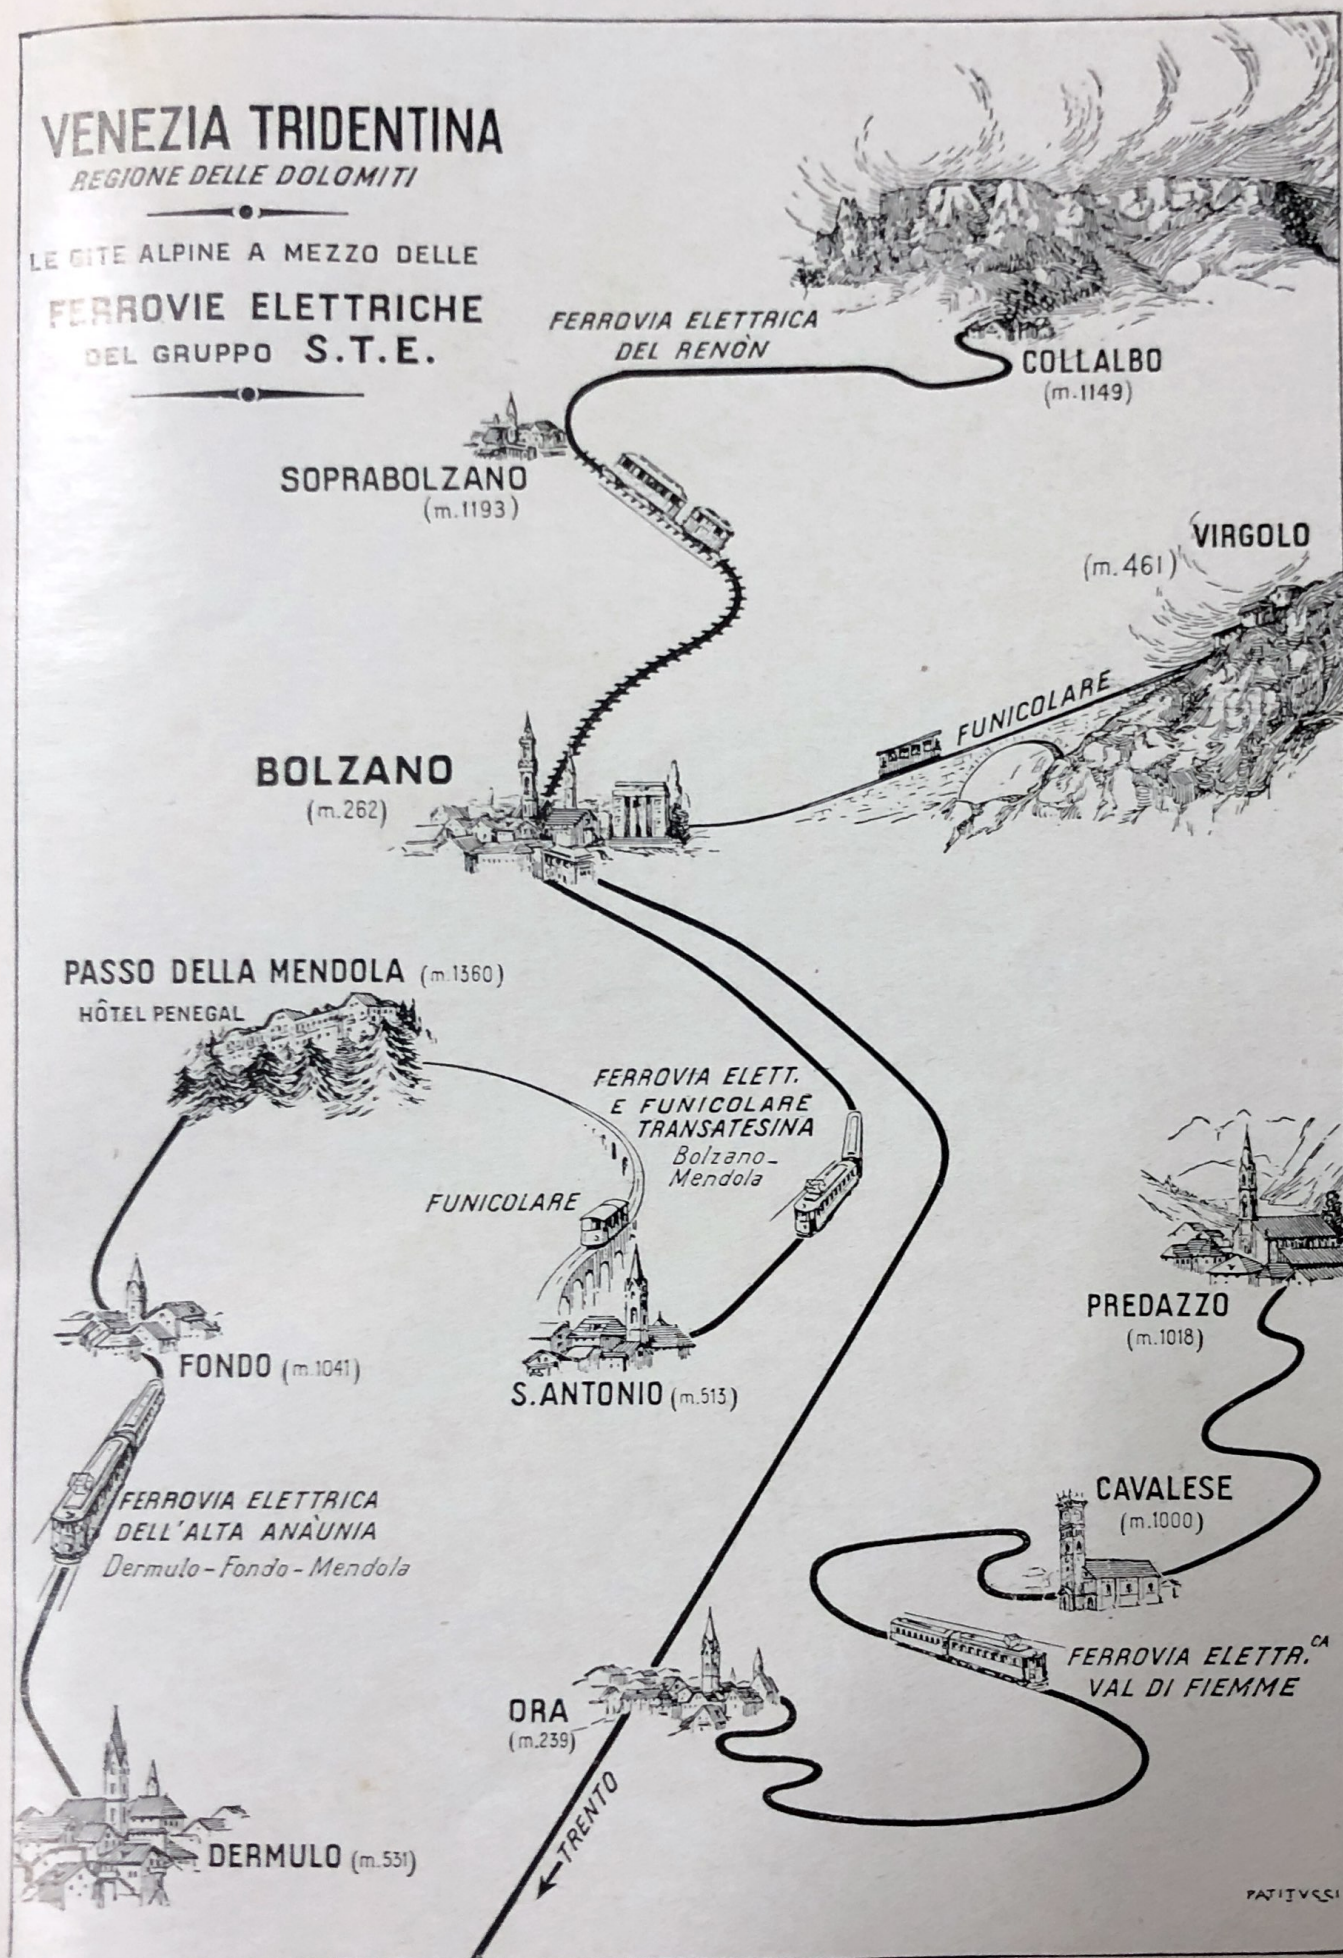 VENEZIA TRIDENTINA
REGIONE DELLE DOLOMITI
LE GITE ALPINE A MEZZO DELLE
FERROVIE ELETTRICHE
DEL GRUPPO S.T.E.
FERROVIA ELETTRICA
DEL RENÒN
COLLALBO
(m.1149)
SOPRABOLZANO
(m.1193)
VIRGOLO
(m.461)
FUNICOLARE
BOLZANO
(m.262)
PASSO DELLA MENDOLA (m.1360)
HÔTEL PENEGAL
FERROVIA ELETT.
E FUNICOLARE
TRANSATESINA
Bolzano-
Mendola
FUNICOLARE
PREDAZZO
(m.1018)
FONDO (m.1041)
S.ANTONIO (m.513)
FERROVIA ELETTRICA
DELL'ALTA ANÀUNIA
Dermulo-Fondo-Mendola
CAVALESE
(m.1000)
FERROVIA ELETTR.CA
VAL DI FIEMME
ORA
(m.239)
TRENTO
DERMULO (m.531)
PATITVSSI